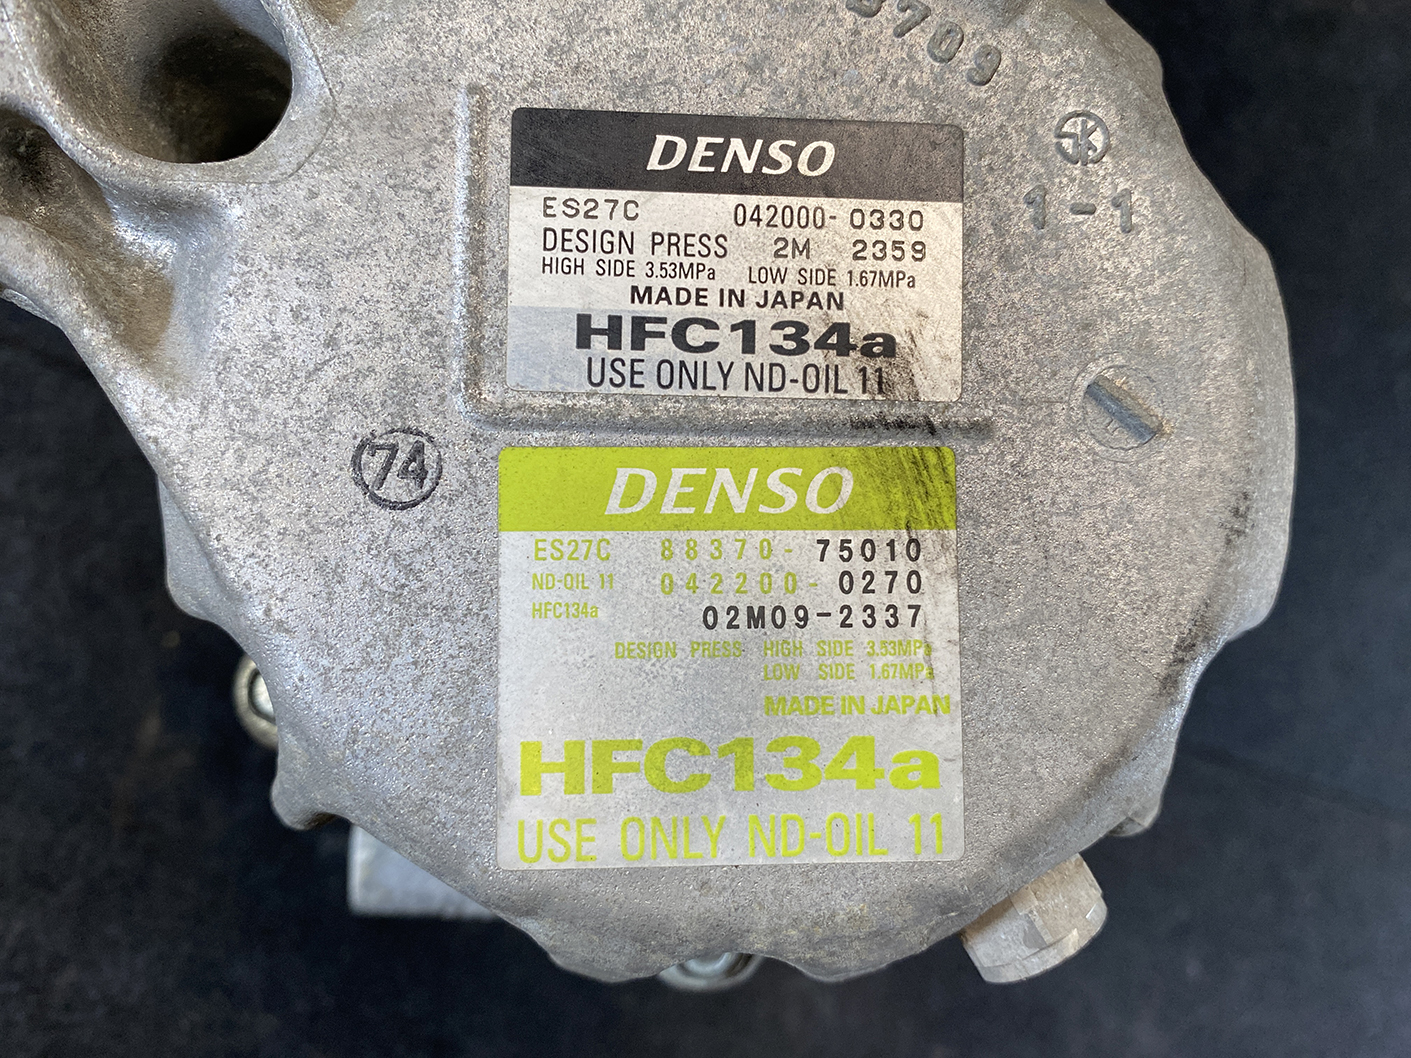 709
SK
1-1
DENSO
ES27C 042000-0330
DESIGN PRESS 2M 2359
HIGH SIDE 3.53MPa LOW SIDE 1.67MPa
MADE IN JAPAN
HFC134a
USE ONLY ND-OIL 11
74
DENSO
ES27C 88370-75010
ND-OIL 11 042200-0270
HFC134a 02M09-2337
DESIGN PRESS HIGH SIDE 3.53MPa
LOW SIDE 1.67MPa
MADE IN JAPAN
HFC134a
USE ONLY ND-OIL 11